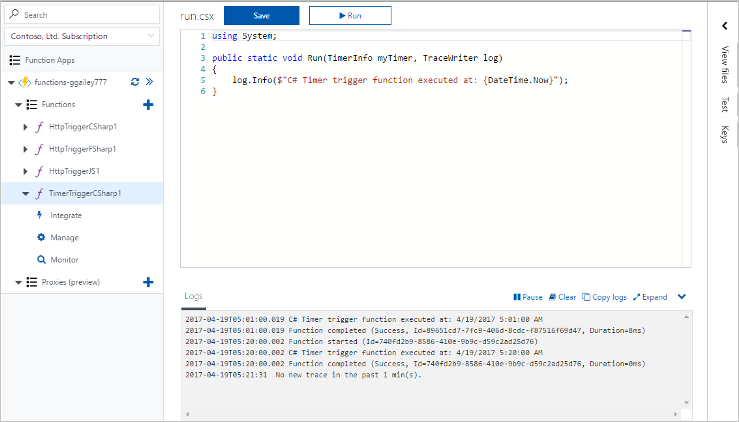 Search
Contoso, Ltd. Subscription
Function Apps
functions-ggailey777
Functions
HttpTriggerCSharp1
HttpTriggerFSharp1
HttpTriggerJS1
TimerTriggerCSharp1
Integrate
Manage
Monitor
Proxies (preview)
run.csx
Save
Run
1 using System;
2
3 public static void Run(TimerInfo myTimer, TraceWriter log)
4 {
5 log.Info($"C# Timer trigger function executed at: {DateTime.Now}");
6 }
Logs
Pause Clear Copy logs Expand
2017-04-19T05:01:00.019 C# Timer trigger function executed at: 4/19/2017 5:01:00 AM
2017-04-19T05:01:00.019 Function completed (Success, Id=89651cd7-7fc9-406d-8cdc-f87516f69d47, Duration=8ms)
2017-04-19T05:20:00.002 Function started (Id=740fd2b9-8586-410e-9b9c-d59c2ad25d76)
2017-04-19T05:20:00.002 C# Timer trigger function executed at: 4/19/2017 5:20:00 AM
2017-04-19T05:20:00.002 Function completed (Success, Id=740fd2b9-8586-410e-9b9c-d59c2ad25d76, Duration=0ms)
2017-04-19T05:21:31 No new trace in the past 1 min(s).
View files
Test
Keys